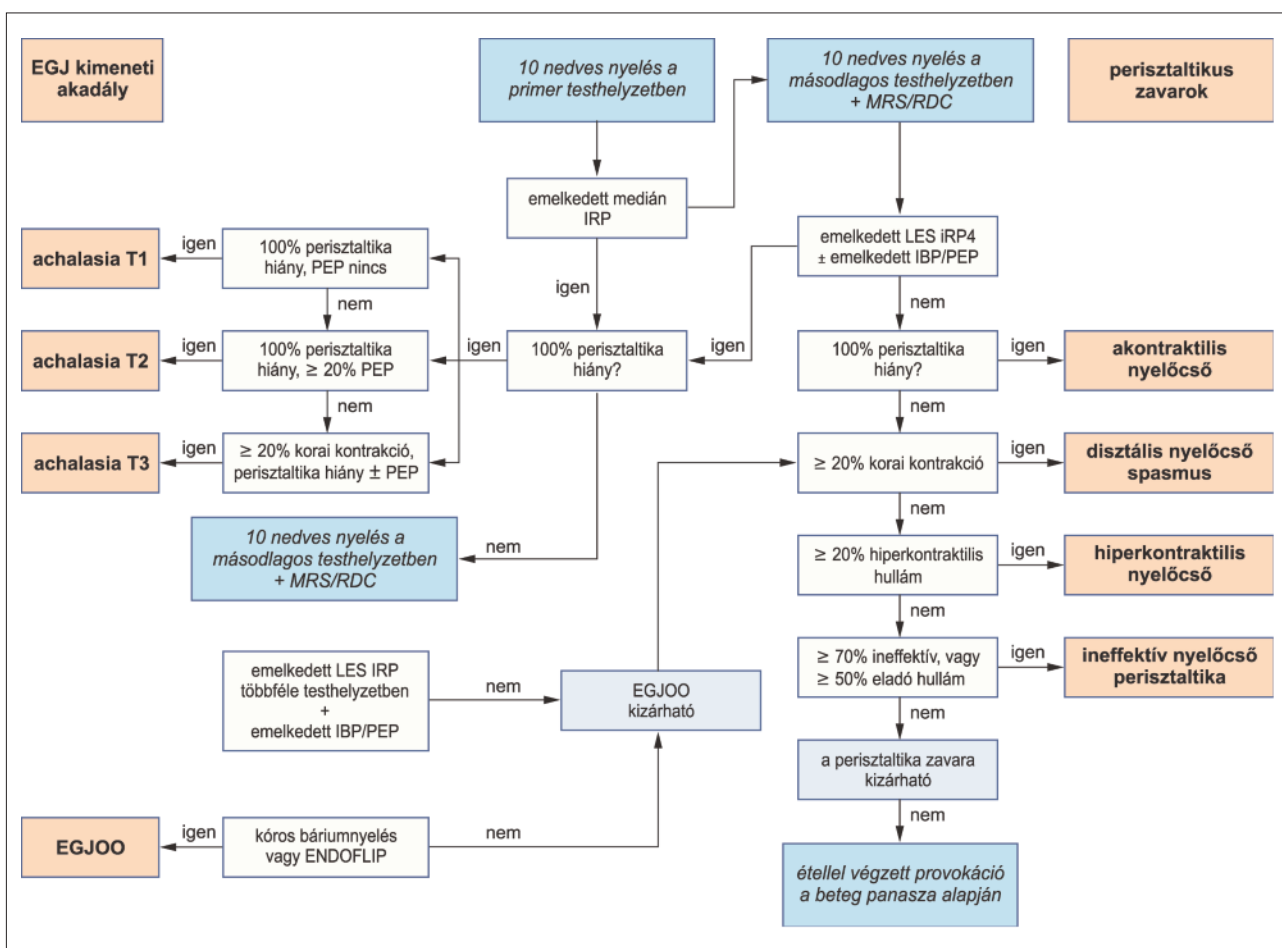 EGJ kimeneti
akadály
10 nedves nyelés a
primer testhelyzetben
10 nedves nyelés a
másodlagos testhelyzetben
+ MRS/RDC
perisztaltikus
zavarok
emelkedett medián
IRP
igen
achalasia T1
igen
100% perisztaltika
hiány, PEP nincs
nem
emelkedett LES iRP4
± emelkedett IBP/PEP
igen
nem
achalasia T2
igen
100% perisztaltika
hiány, ≥ 20% PEP
igen
100% perisztaltika
hiány?
100% perisztaltika
hiány?
igen
akontraktilis
nyelőcső
nem
nem
achalasia T3
igen
≥ 20% korai kontrakció,
perisztaltika hiány ± PEP
≥ 20% korai kontrakció
igen
disztális nyelőcső
spasmus
nem
10 nedves nyelés a
másodlagos testhelyzetben
+ MRS/RDC
nem
≥ 20% hiperkontraktilis
hullám
igen
hiperkontraktilis
nyelőcső
nem
emelkedett LES IRP
többféle testhelyzetben
+
emelkedett IBP/PEP
nem
EGJOO
kizárható
≥ 70% ineffektív, vagy
≥ 50% eladó hullám
igen
ineffektív nyelőcső
perisztaltika
nem
a perisztaltika zavara
kizárható
nem
EGJOO
igen
kóros báriumnyelés
vagy ENDOFLIP
nem
étellel végzett provokáció
a beteg panasza alapján